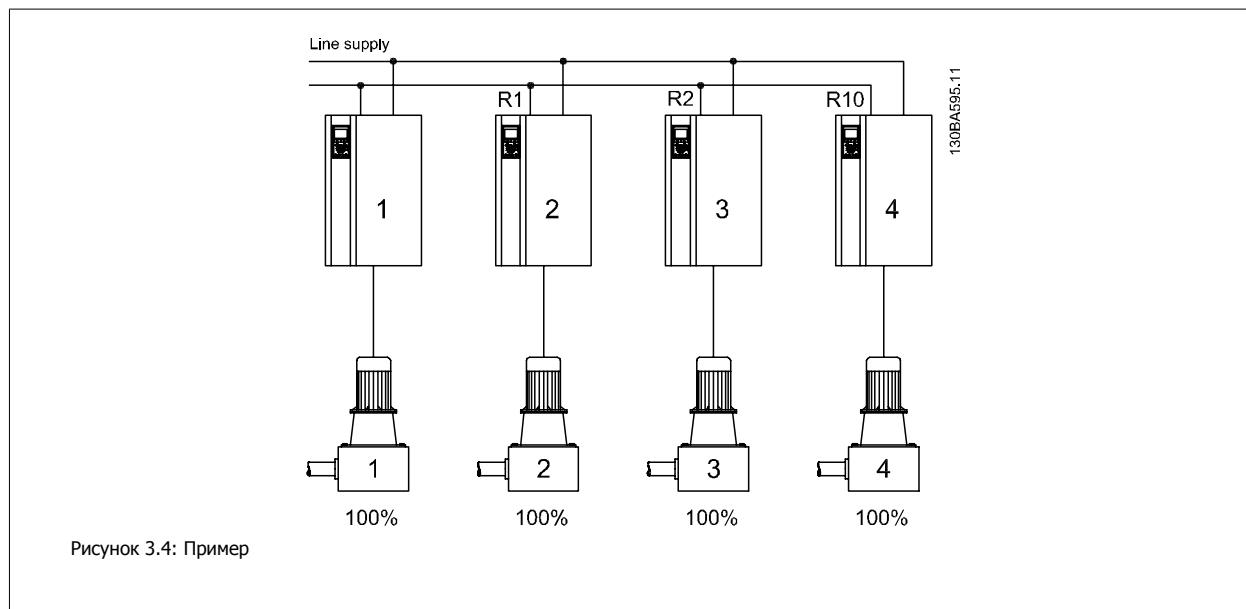 Line supply
R1 R2 R10
130BA595.11
1 2 3 4
1 2 3 4
100% 100% 100% 100%
Рисунок 3.4: Пример